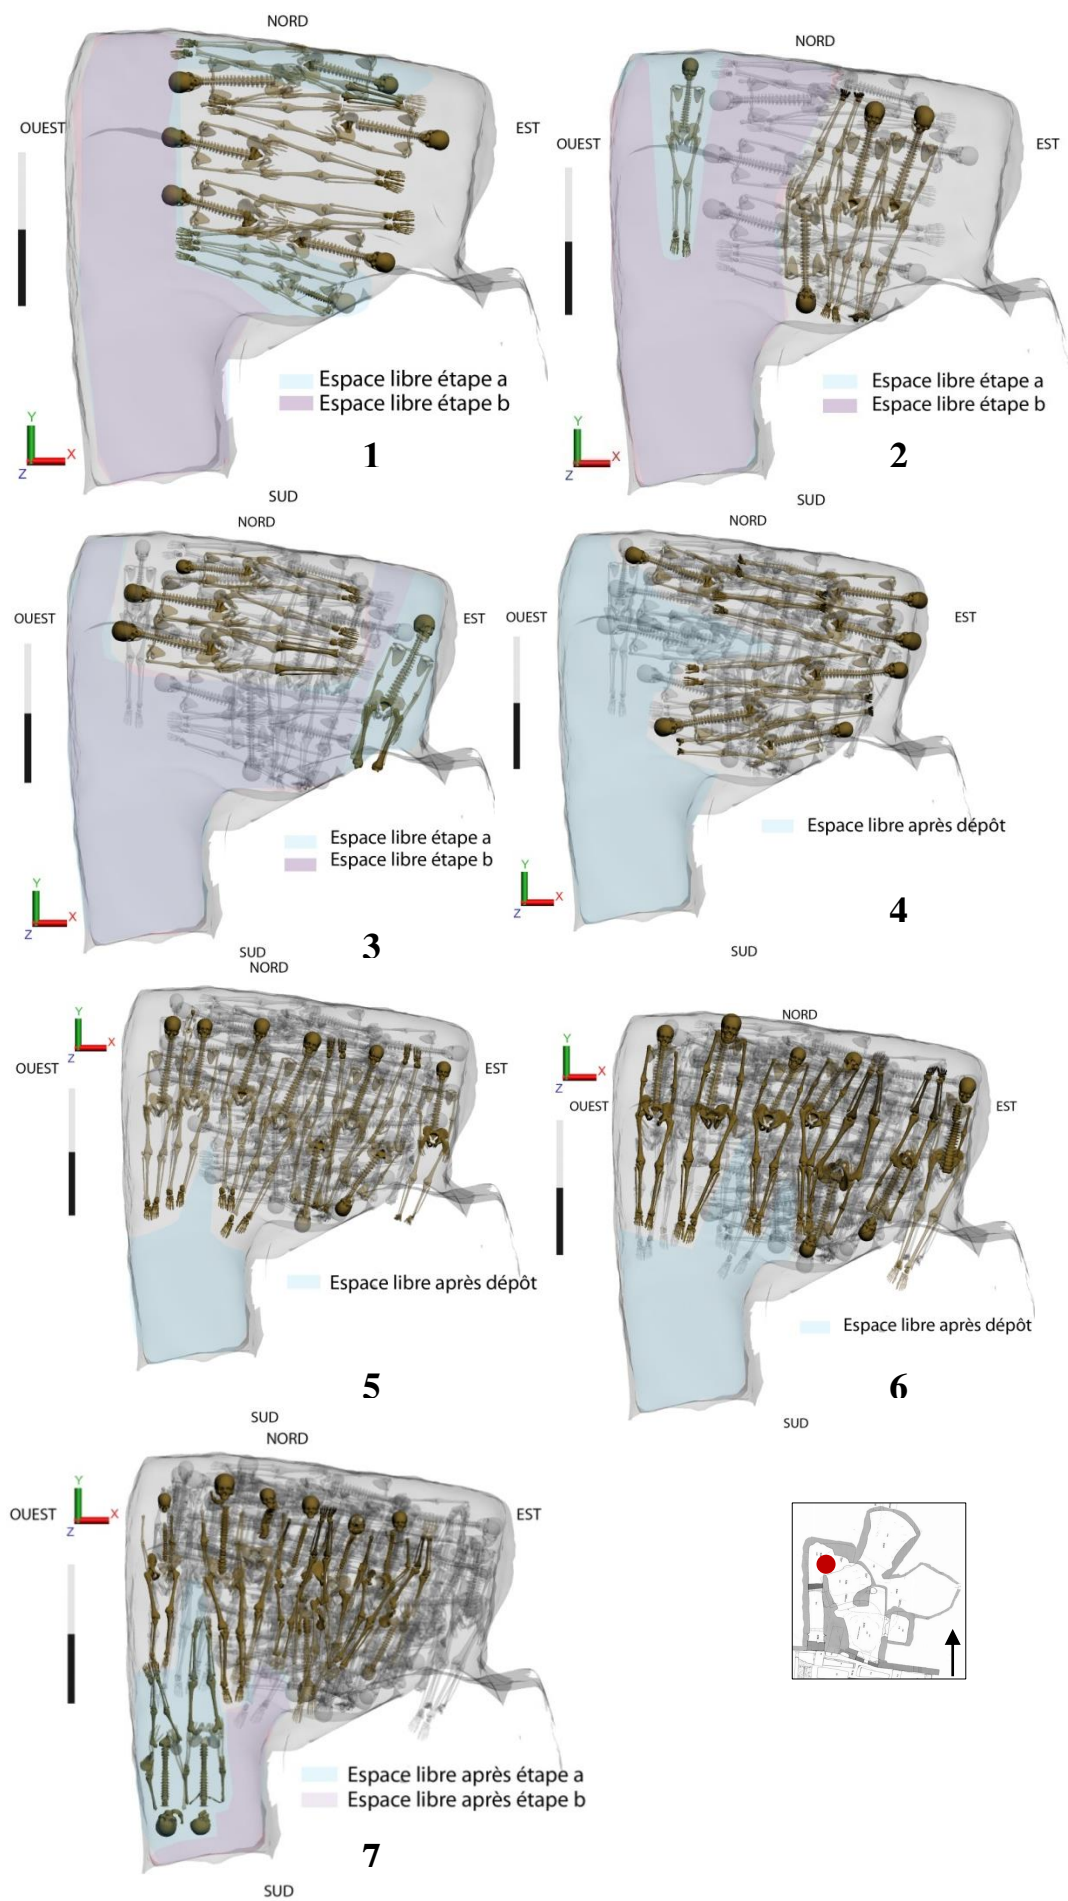 NORD
OUEST
EST
Espace libre étape a
Espace libre étape b
Y
X
Z
1
SUD
NORD
OUEST
EST
Espace libre étape a
Espace libre étape b
Y
X
Z
2
SUD
NORD
OUEST
EST
Espace libre étape a
Espace libre étape b
Y
X
Z
3
SUD
NORD
OUEST
EST
Espace libre après dépôt
Y
X
Z
4
SUD
NORD
Y
X
Z
OUEST
EST
Espace libre après dépôt
5
SUD
NORD
Y
X
Z
OUEST
EST
Espace libre après dépôt
6
SUD
NORD
Y
X
Z
OUEST
EST
Espace libre après étape a
Espace libre après étape b
7
SUD